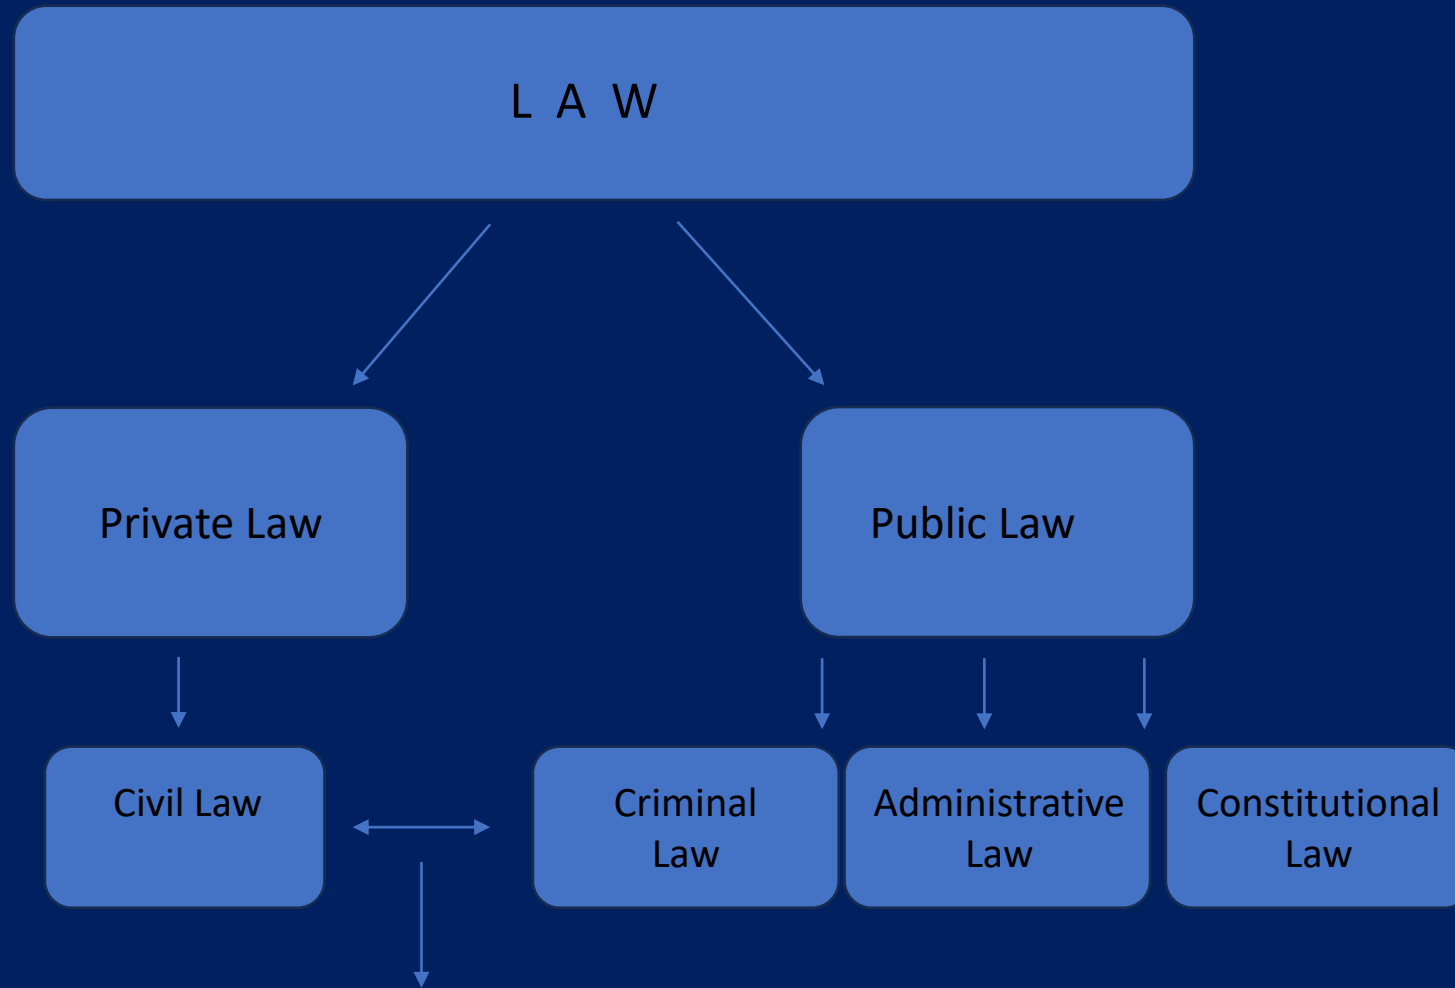 L A W
Private Law
Public Law
Civil Law
Criminal
Law
Administrative
Law
Constitutional
Law